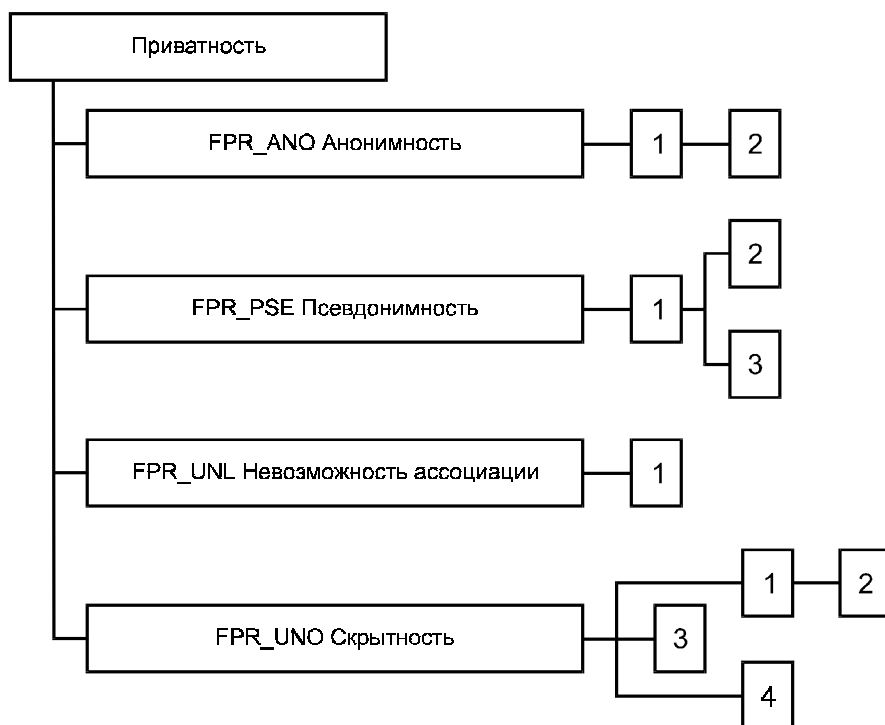 Приватность
FPR_ANO Анонимность 1 2
2
FPR_PSE Псевдонимность 1
3
FPR_UNL Невозможность ассоциации 1
1 2
FPR_UNO Скрытность 3
4